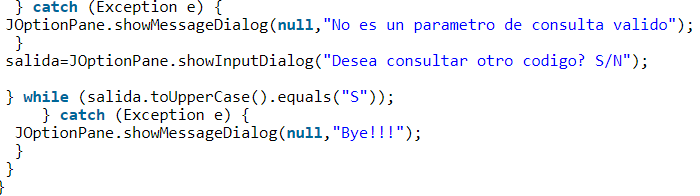 } catch (Exception e) {
JOptionPane.showMessageDialog(null,"No es un parametro de consulta valido");
}
salida=JOptionPane.showInputDialog("Desea consultar otro codigo? S/N");
} while (salida.toUpperCase().equals("S"));
} catch (Exception e) {
JOptionPane.showMessageDialog(null,"Bye!!!");
}
}
}